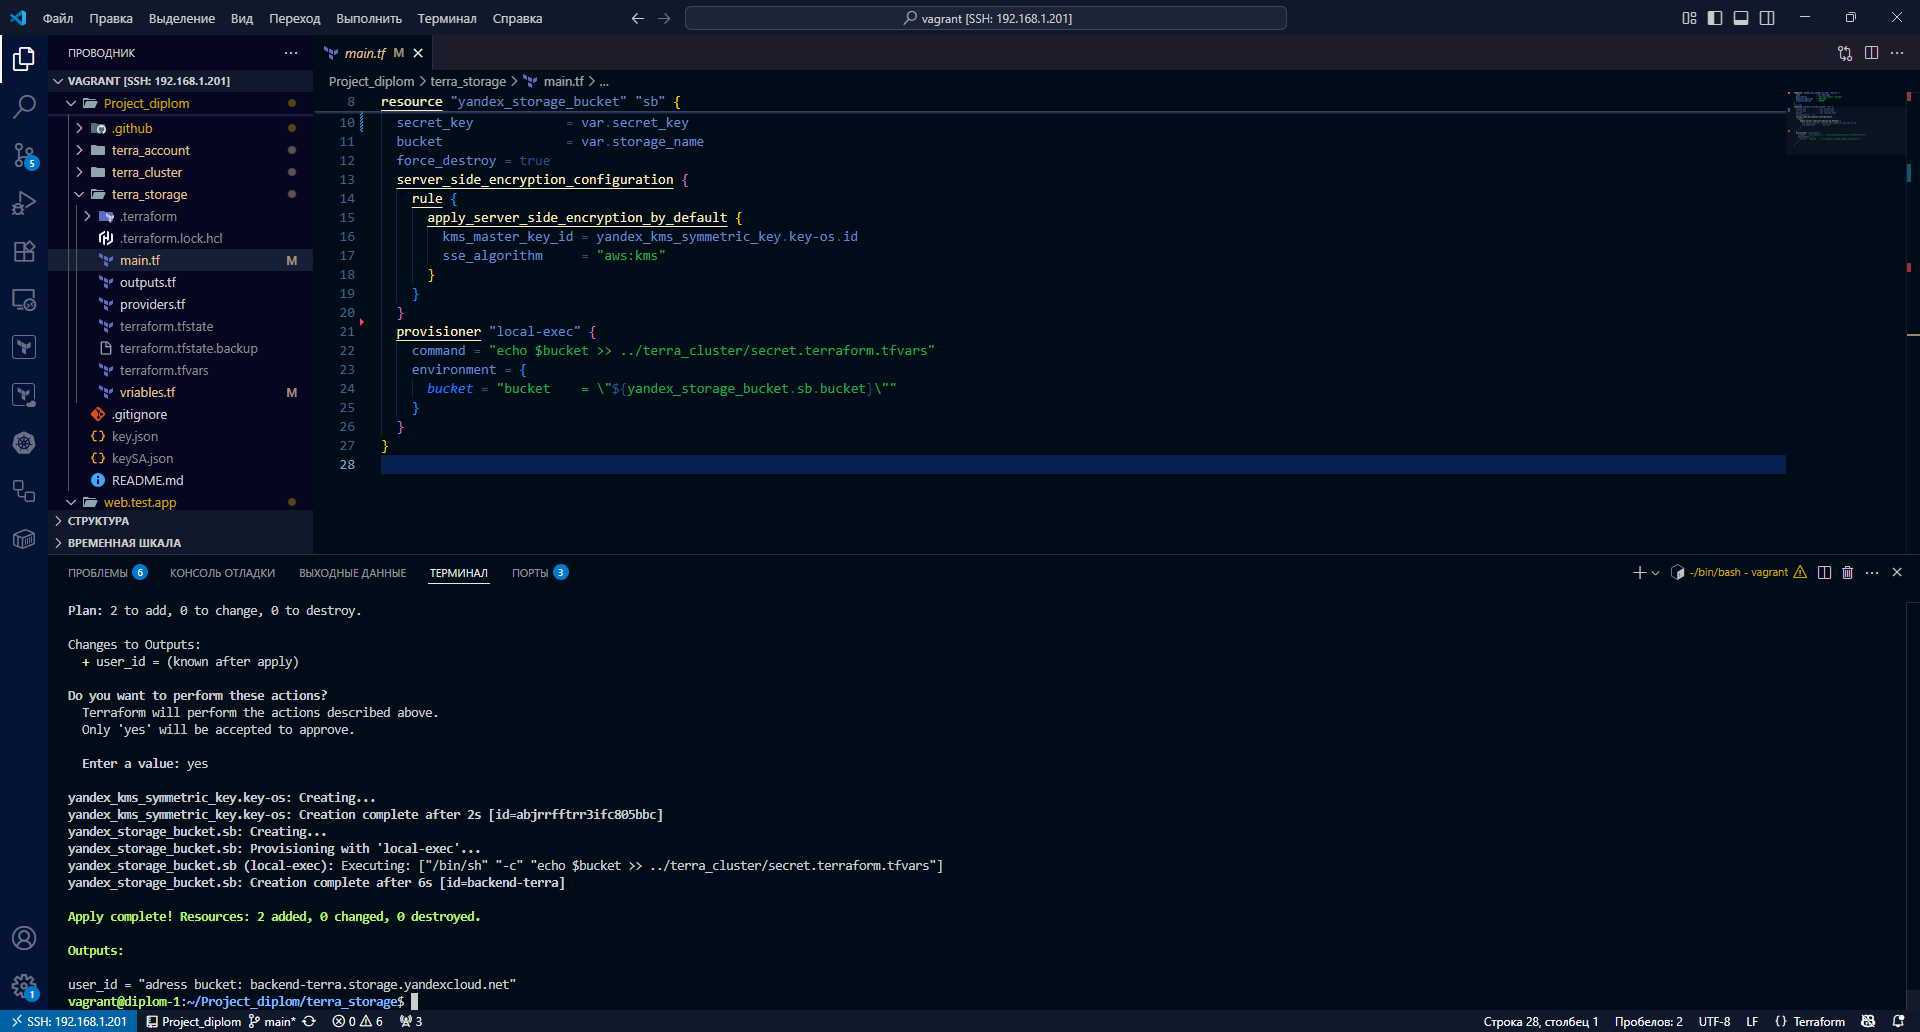 Файл Правка Выделение Вид Переход Выполнить Терминал Справка
vagrant [SSH: 192.168.1.201]
ПРОВОДНИК
VAGRANT [SSH: 192.168.1.201]
Project_diplom
.github
terra_account
terra_cluster
terra_storage
.terraform
.terraform.lock.hcl
main.tf M
outputs.tf
providers.tf
terraform.tfstate
terraform.tfstate.backup
terraform.tfvars
vriables.tf M
.gitignore
key.json
keySA.json
README.md
web.test.app
СТРУКТУРА
ВРЕМЕННАЯ ШКАЛА
5
1
main.tf M
Project_diplom > terra_storage > main.tf > ...
8 resource "yandex_storage_bucket" "sb" {
10 secret_key = var.secret_key
11 bucket = var.storage_name
12 force_destroy = true
13 server_side_encryption_configuration {
14 rule {
15 apply_server_side_encryption_by_default {
16 kms_master_key_id = yandex_kms_symmetric_key.key-os.id
17 sse_algorithm = "aws:kms"
18 }
19 }
20 }
21 provisioner "local-exec" {
22 command = "echo $bucket >> ../terra_cluster/secret.terraform.tfvars"
23 environment = {
24 bucket = "bucket = \"${yandex_storage_bucket.sb.bucket}\""
25 }
26 }
27 }
28
ПРОБЛЕМЫ 6 КОНСОЛЬ ОТЛАДКИ ВЫХОДНЫЕ ДАННЫЕ ТЕРМИНАЛ ПОРТЫ 3
-/bin/bash - vagrant
Plan: 2 to add, 0 to change, 0 to destroy.
Changes to Outputs:
+ user_id = (known after apply)
Do you want to perform these actions?
Terraform will perform the actions described above.
Only 'yes' will be accepted to approve.
Enter a value: yes
yandex_kms_symmetric_key.key-os: Creating...
yandex_kms_symmetric_key.key-os: Creation complete after 2s [id=abjrrfftrr3ifc805bbc]
yandex_storage_bucket.sb: Creating...
yandex_storage_bucket.sb: Provisioning with 'local-exec'...
yandex_storage_bucket.sb (local-exec): Executing: ["/bin/sh" "-c" "echo $bucket >> ../terra_cluster/secret.terraform.tfvars"]
yandex_storage_bucket.sb: Creation complete after 6s [id=backend-terra]
Apply complete! Resources: 2 added, 0 changed, 0 destroyed.
Outputs:
user_id = "adress bucket: backend-terra.storage.yandexcloud.net"
vagrant@diplom-1:~/Project_diplom/terra_storage$
SSH: 192.168.1.201 Project_diplom main* 0 6 3 Строка 28, столбец 1 Пробелов: 2 UTF-8 LF {} Terraform